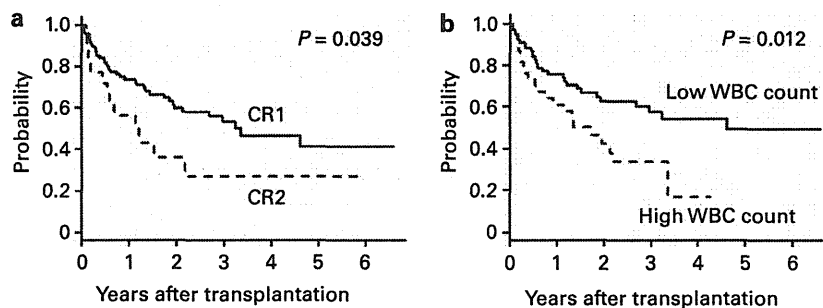 a
P = 0.039
Probability
1.0
0.8
0.6
0.4
0.2
0
CR1
CR2
0 1 2 3 4 5 6
Years after transplantation
b
P = 0.012
Probability
1.0
0.8
0.6
0.4
0.2
0
Low WBC count
High WBC count
0 1 2 3 4 5 6
Years after transplantation